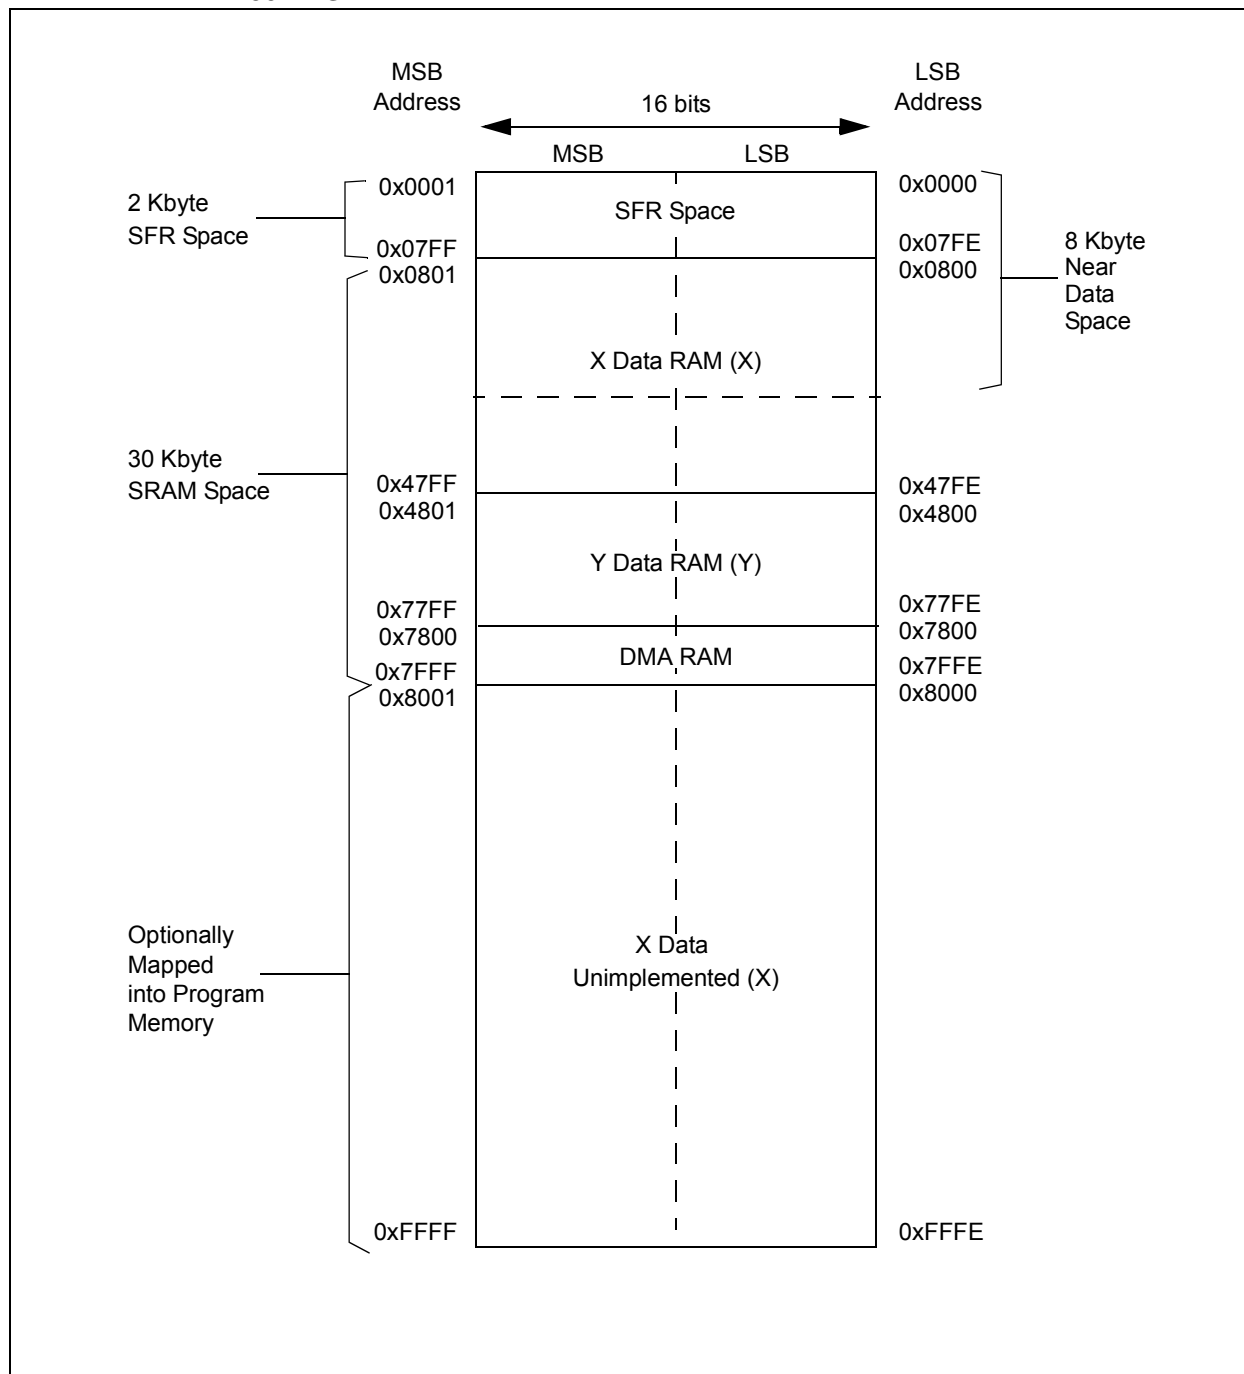 MSB
Address
LSB
Address
16 bits
MSB
LSB
2 Kbyte
SFR Space
0x0001
0x07FF
0x0801
SFR Space
0x0000
0x07FE
0x0800
8 Kbyte
Near
Data
Space
X Data RAM (X)
30 Kbyte
SRAM Space
0x47FF
0x4801
0x47FE
0x4800
Y Data RAM (Y)
0x77FF
0x7800
0x77FE
0x7800
DMA RAM
0x7FFF
0x8001
0x7FFE
0x8000
Optionally
Mapped
into Program
Memory
X Data
Unimplemented (X)
0xFFFF
0xFFFE